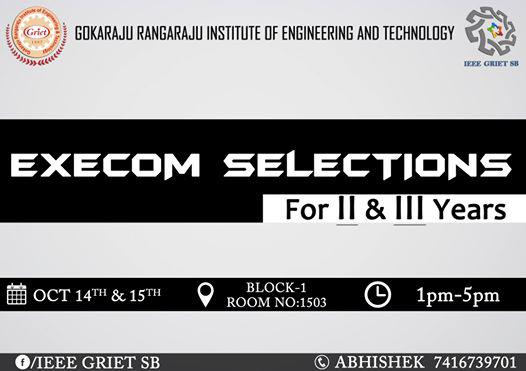 GOKARAJU RANGARAJU INSTITUTE OF ENGINEERING AND TECHNOLOGY
Griet
IEEE GRIET SB
EXECOM SELECTIONS
For II & III Years
OCT 14TH & 15TH
BLOCK-1
ROOM NO:1503
1pm-5pm
/IEEE GRIET SB
ABHISHEK 7416739701